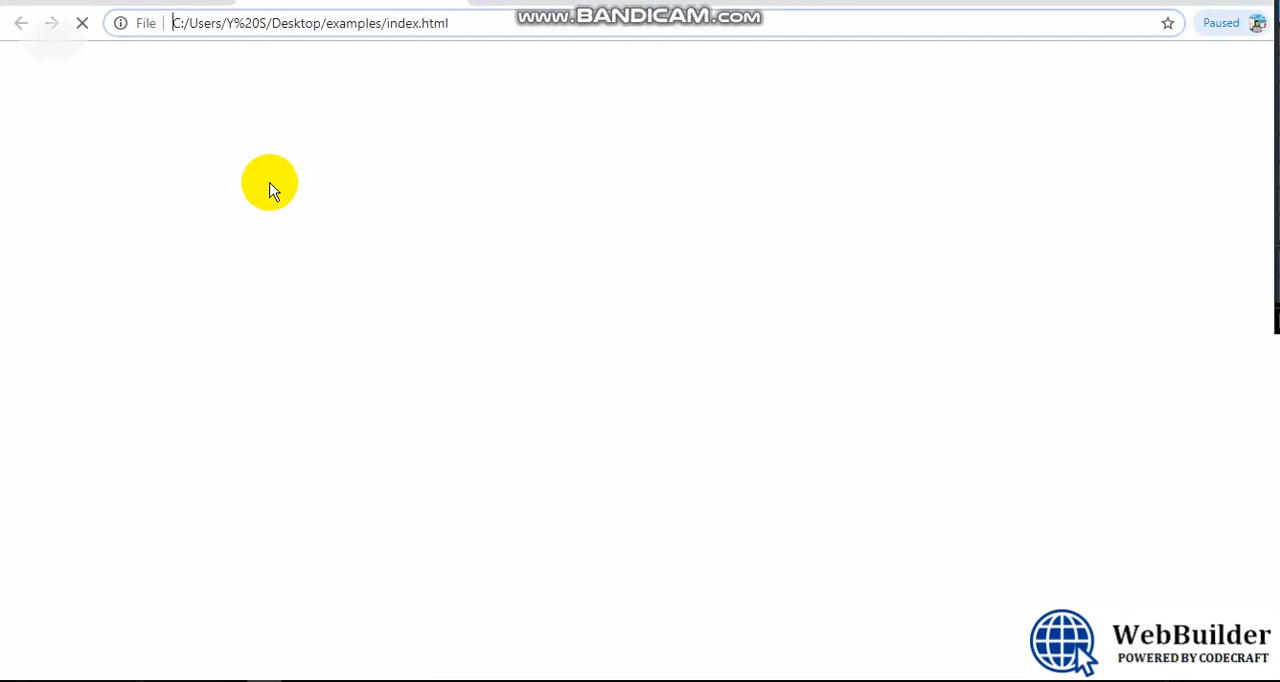 File C:/Users/Y%20S/Desktop/examples/index.html
www.BANDICAM.com
Paused
WebBuilder
POWERED BY CODECRAFT